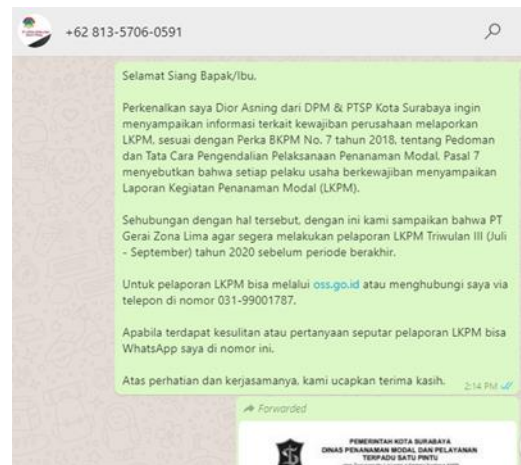 +62 813-5706-0591
Selamat Siang Bapak/Ibu.
Perkenalkan saya Dior Asning dari DPM & PTSP Kota Surabaya ingin
menyampaikan informasi terkait kewajiban perusahaan melaporkan
LKPM, sesuai dengan Perka BKPM No. 7 tahun 2018, tentang Pedoman
dan Tata Cara Pengendalian Pelaksanaan Penanaman Modal, Pasal 7
menyebutkan bahwa setiap pelaku usaha berkewajiban menyampaikan
Laporan Kegiatan Penanaman Modal (LKPM).
Sehubungan dengan hal tersebut, dengan ini kami sampaikan bahwa PT
Gerai Zona Lima agar segera melakukan pelaporan LKPM Triwulan III (Juli
- September) tahun 2020 sebelum periode berakhir.
Untuk pelaporan LKPM bisa melalui oss.go.id atau menghubungi saya via
telepon di nomor 031-99001787.
Apabila terdapat kesulitan atau pertanyaan seputar pelaporan LKPM bisa
WhatsApp saya di nomor ini.
Atas perhatian dan kerjasamanya, kami ucapkan terima kasih.
2:14 PM
Forwarded
PEMERINTAH KOTA SURABAYA
DINAS PENANAMAN MODAL DAN PELAYANAN
TERPADU SATU PINTU